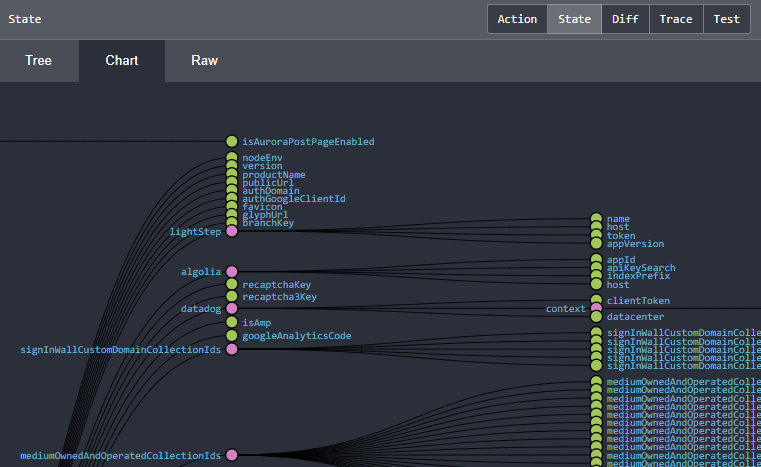 State
Action State Diff Trace Test
Tree Chart Raw
isAuroraPostPageEnabled
nodeEnv
version
productName
publicUrl
authDomain
authGoogleClientId
favicon
glyphUrl
branchKey
lightStep
name
host
token
appVersion
algolia
appId
apiKeySearch
indexPrefix
host
recaptchaKey
recaptcha3Key
datadog
clientToken
context
datacenter
isAmp
googleAnalyticsCode
signInWallCustomDomainCollectionIds
signInWallCustomDomainColle
signInWallCustomDomainColle
signInWallCustomDomainColle
signInWallCustomDomainColle
signInWallCustomDomainColle
mediumOwnedAndOperatedCollectionIds
mediumOwnedAndOperatedColle
mediumOwnedAndOperatedColle
mediumOwnedAndOperatedColle
mediumOwnedAndOperatedColle
mediumOwnedAndOperatedColle
mediumOwnedAndOperatedColle
mediumOwnedAndOperatedColle
mediumOwnedAndOperatedColle
mediumOwnedAndOperatedColle
mediumOwnedAndOperatedColle
mediumOwnedAndOperatedColle